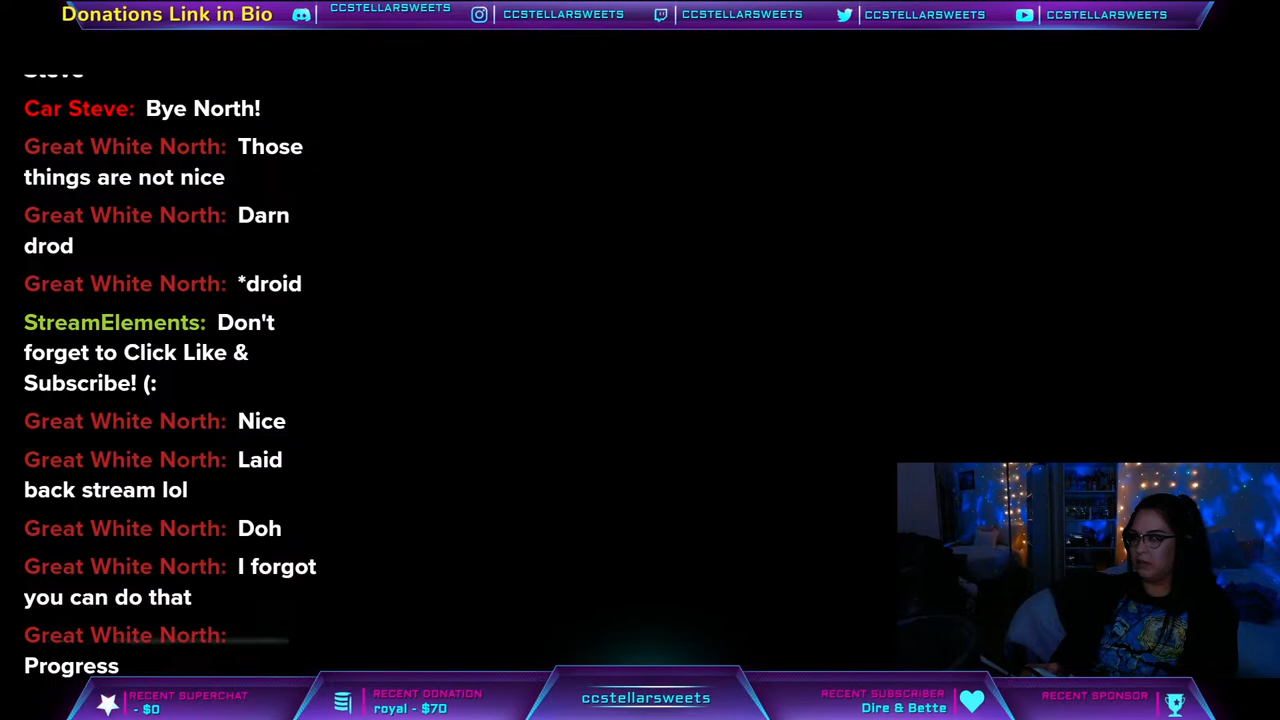 Donations Link in Bio
CCSTELLARSWEETS
CCSTELLARSWEETS
CCSTELLARSWEETS
CCSTELLARSWEETS
CCSTELLARSWEETS
Car Steve: Bye North!
Great White North: Those
things are not nice
Great White North: Darn
drod
Great White North: *droid
StreamElements: Don't
forget to Click Like &
Subscribe! (:
Great White North: Nice
Great White North: Laid
back stream lol
Great White North: Doh
Great White North: I forgot
you can do that
Great White North:
Progress
RECENT SUPERCHAT
- $0
RECENT DONATION
royal - $70
ccstellarsweets
RECENT SUBSCRIBER
Dire & Bette
RECENT SPONSOR